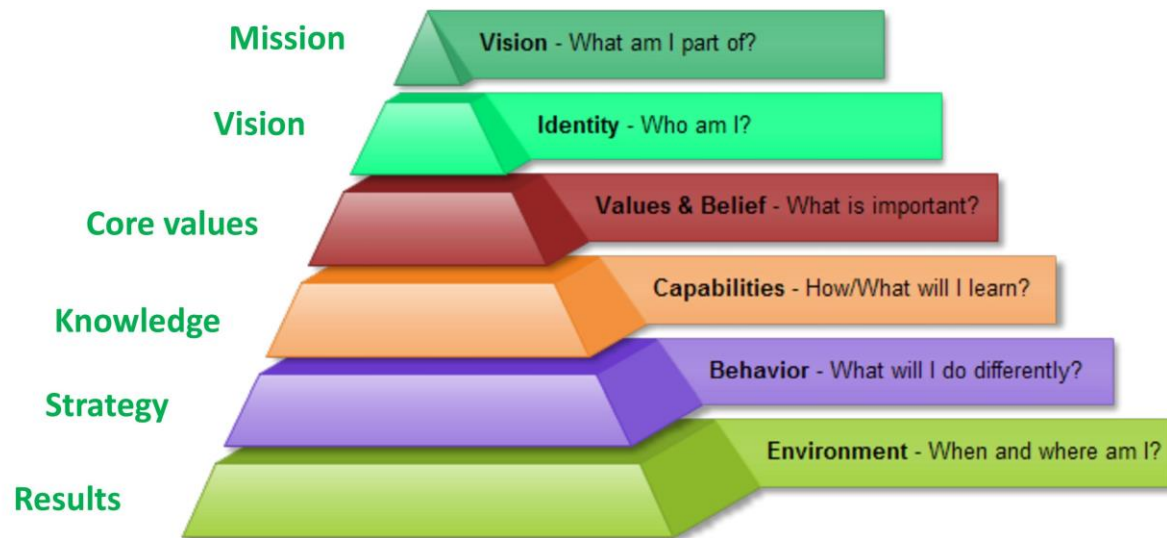 Mission
Vision - What am I part of?
Vision
Identity - Who am I?
Core values
Values & Belief - What is important?
Knowledge
Capabilities - How/What will I learn?
Strategy
Behavior - What will I do differently?
Results
Environment - When and where am I?